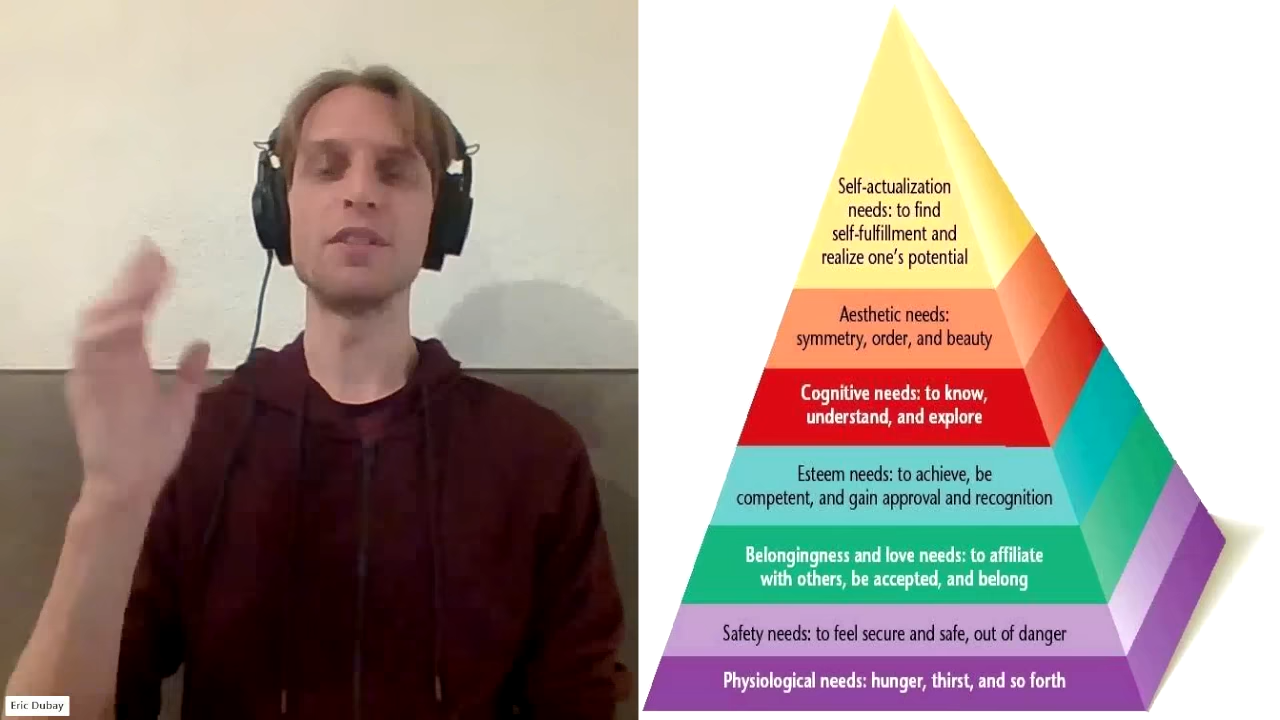 Self-actualization
needs: to find
self-fulfillment and
realize one's potential
Aesthetic needs:
symmetry, order, and beauty
Cognitive needs: to know,
understand, and explore
Esteem needs: to achieve, be
competent, and gain approval and recognition
Belongingness and love needs: to affiliate
with others, be accepted, and belong
Safety needs: to feel secure and safe, out of danger
Physiological needs: hunger, thirst, and so forth
Eric Dubay